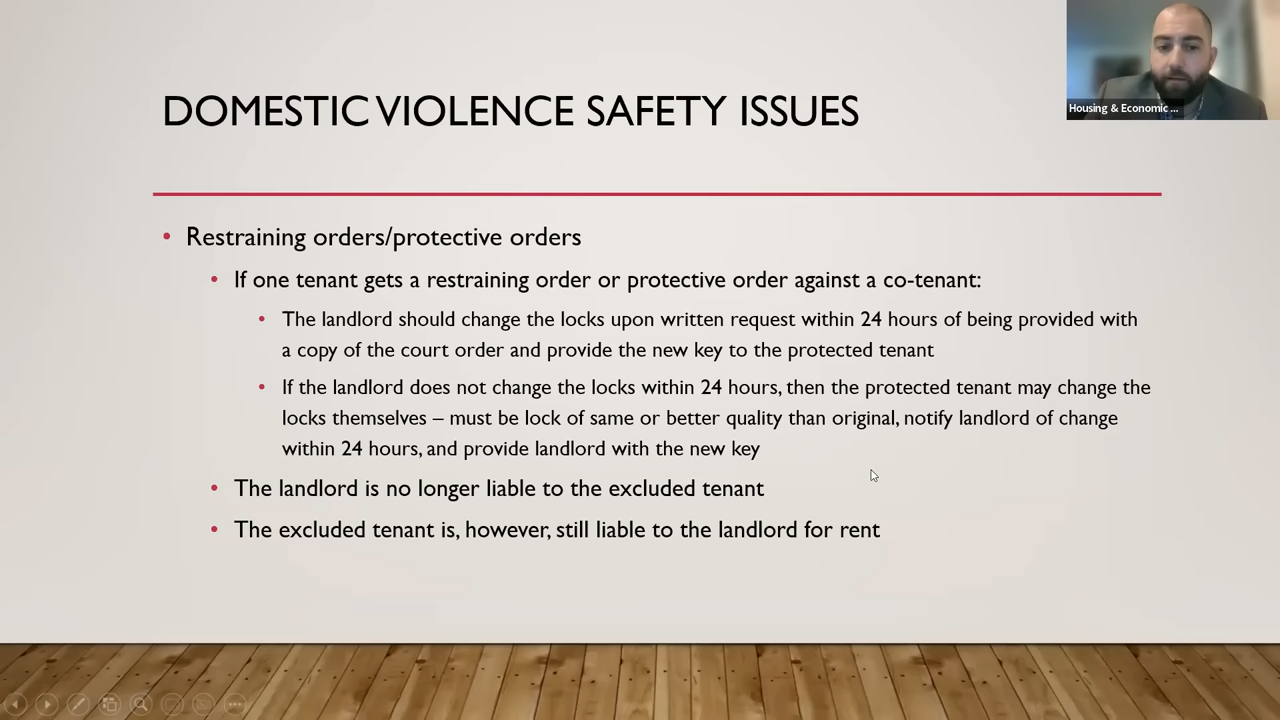 Housing & Economic ...
DOMESTIC VIOLENCE SAFETY ISSUES
• Restraining orders/protective orders
• If one tenant gets a restraining order or protective order against a co-tenant:
• The landlord should change the locks upon written request within 24 hours of being provided with
a copy of the court order and provide the new key to the protected tenant
• If the landlord does not change the locks within 24 hours, then the protected tenant may change the
locks themselves – must be lock of same or better quality than original, notify landlord of change
within 24 hours, and provide landlord with the new key
• The landlord is no longer liable to the excluded tenant
• The excluded tenant is, however, still liable to the landlord for rent